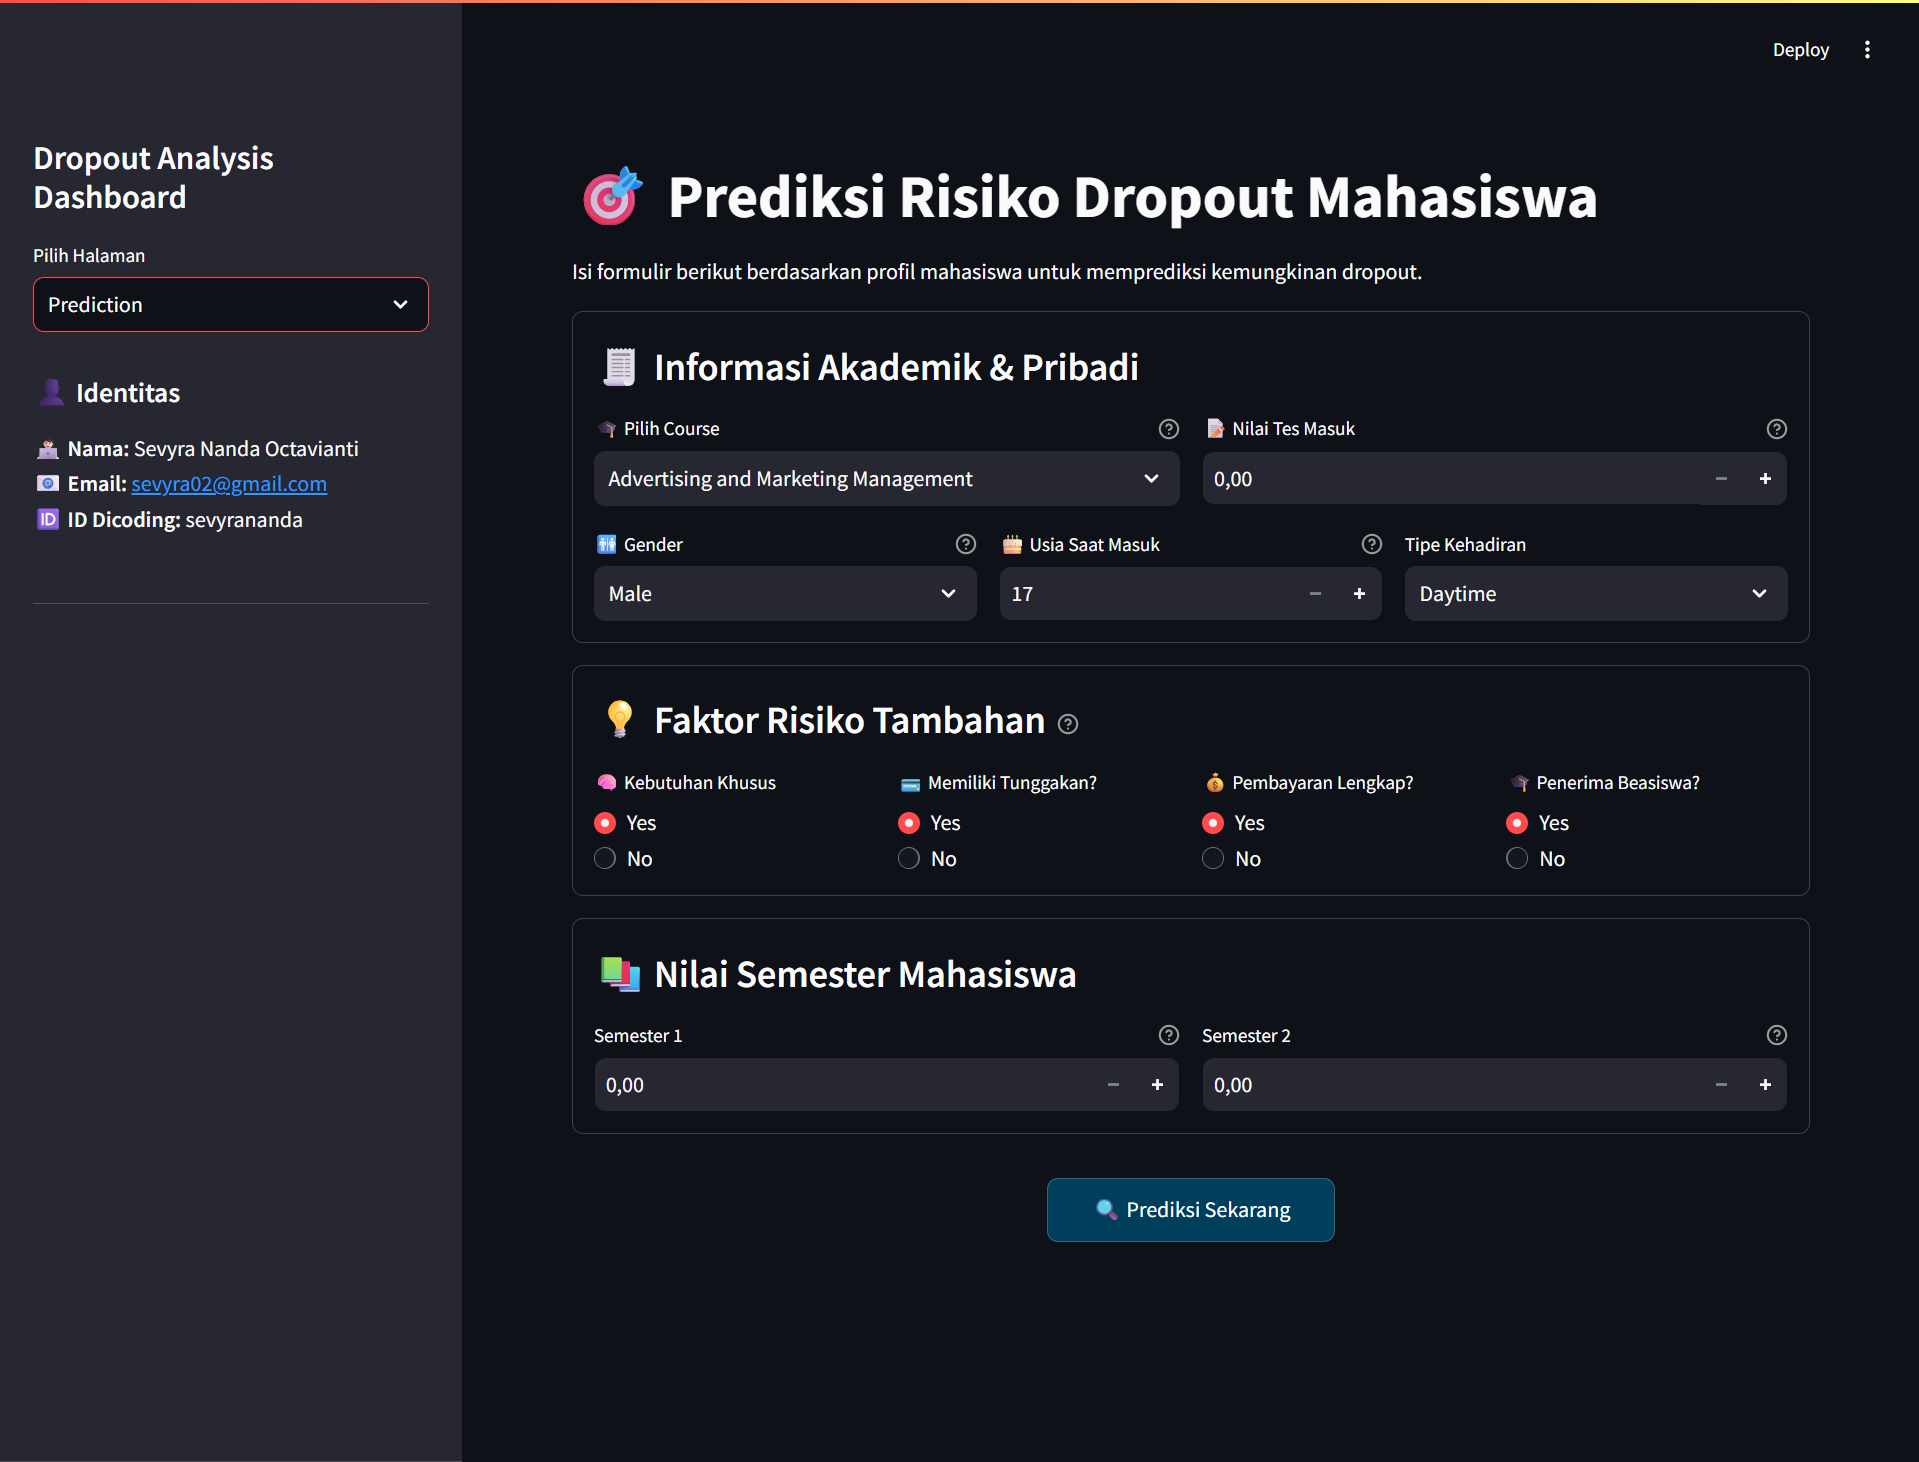 Deploy
Dropout Analysis
Dashboard
Pilih Halaman
Prediction
Identitas
Nama: Sevyra Nanda Octavianti
Email: sevyra02@gmail.com
ID Dicoding: sevyrananda
Prediksi Risiko Dropout Mahasiswa
Isi formulir berikut berdasarkan profil mahasiswa untuk memprediksi kemungkinan dropout.
Informasi Akademik & Pribadi
Pilih Course
Advertising and Marketing Management
Nilai Tes Masuk
0,00
Gender
Male
Usia Saat Masuk
17
Tipe Kehadiran
Daytime
Faktor Risiko Tambahan
Kebutuhan Khusus
Yes
No
Memiliki Tunggakan?
Yes
No
Pembayaran Lengkap?
Yes
No
Penerima Beasiswa?
Yes
No
Nilai Semester Mahasiswa
Semester 1
0,00
Semester 2
0,00
Prediksi Sekarang